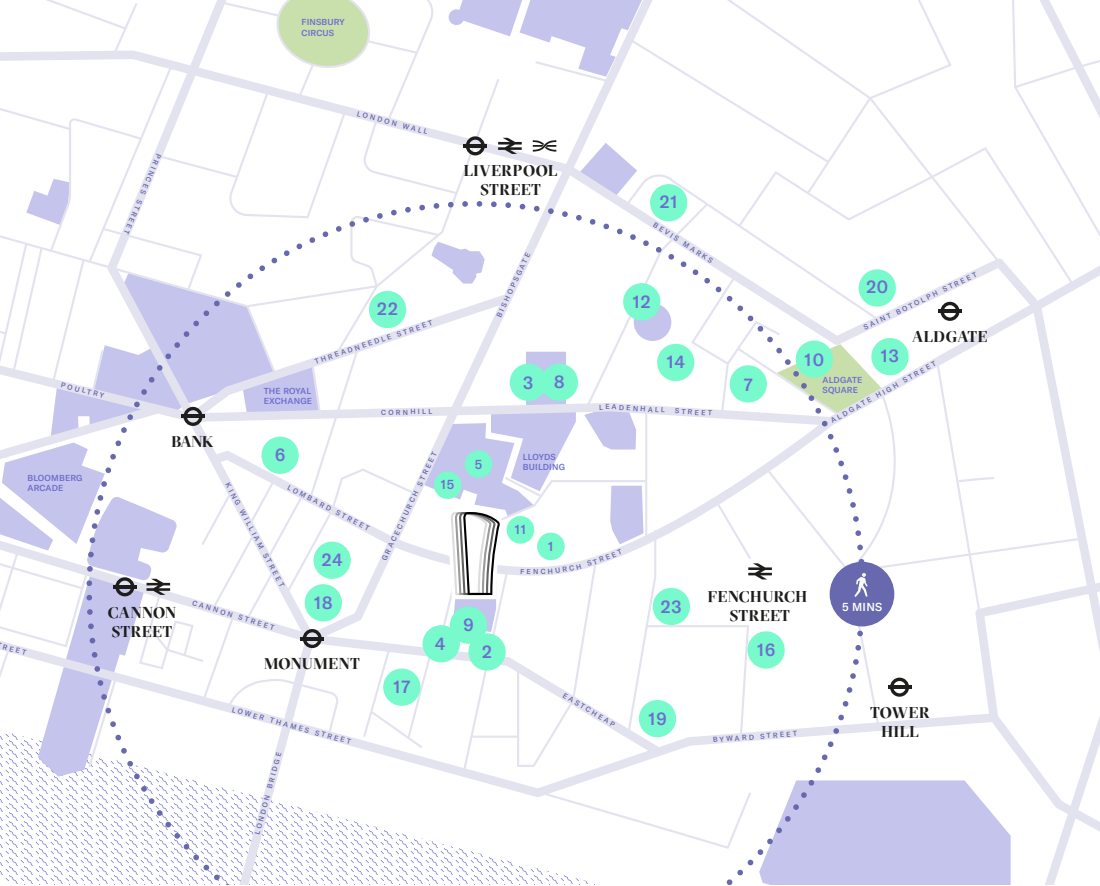 FINSBURY
CIRCUS
LONDON WALL
LIVERPOOL
STREET
PRINCES STREET
21
BEVIS MARKS
BISHOPSGATE
20
SAINT BOTOLPH STREET
ALDGATE
12
22
THREADNEEDLE STREET
14
10
13
ALDGATE
SQUARE
ALDGATE HIGH STREET
7
3
8
POULTRY
THE ROYAL
EXCHANGE
CORNHILL
LEADENHALL STREET
BANK
6
5
LLOYDS
BUILDING
15
BLOOMBERG
ARCADE
KING WILLIAM STREET
LOMBARD STREET
GRACECHURCH STREET
11
1
FENCHURCH STREET
24
18
CANNON
STREET
CANNON STREET
FENCHURCH
STREET
5 MINS
23
9
4
2
16
REET
MONUMENT
17
EASTCHEAP
19
TOWER
HILL
BYWARD STREET
LOWER THAMES STREET
LONDON BRIDGE